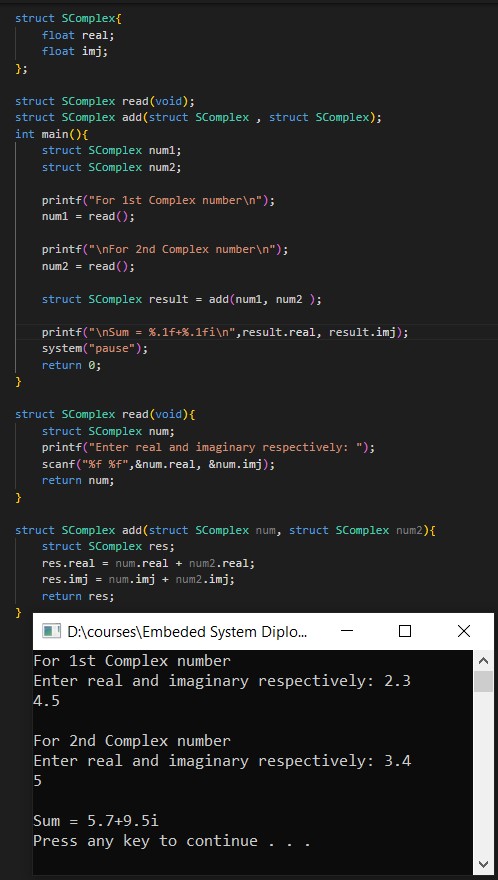 struct SComplex{
    float real;
    float imj;
};

struct SComplex read(void);
struct SComplex add(struct SComplex , struct SComplex);
int main(){
    struct SComplex num1;
    struct SComplex num2;

    printf("For 1st Complex number\n");
    num1 = read();

    printf("\nFor 2nd Complex number\n");
    num2 = read();

    struct SComplex result = add(num1, num2 );

    printf("\nSum = %.1f+%.1fi\n",result.real, result.imj);
    system("pause");
    return 0;
}

struct SComplex read(void){
    struct SComplex num;
    printf("Enter real and imaginary respectively: ");
    scanf("%f %f",&num.real, &num.imj);
    return num;
}

struct SComplex add(struct SComplex num, struct SComplex num2){
    struct SComplex res;
    res.real = num.real + num2.real;
    res.imj = num.imj + num2.imj;
    return res;
}
D:\courses\Embeded System Diplo...
For 1st Complex number
Enter real and imaginary respectively: 2.3
4.5

For 2nd Complex number
Enter real and imaginary respectively: 3.4
5

Sum = 5.7+9.5i
Press any key to continue . . .